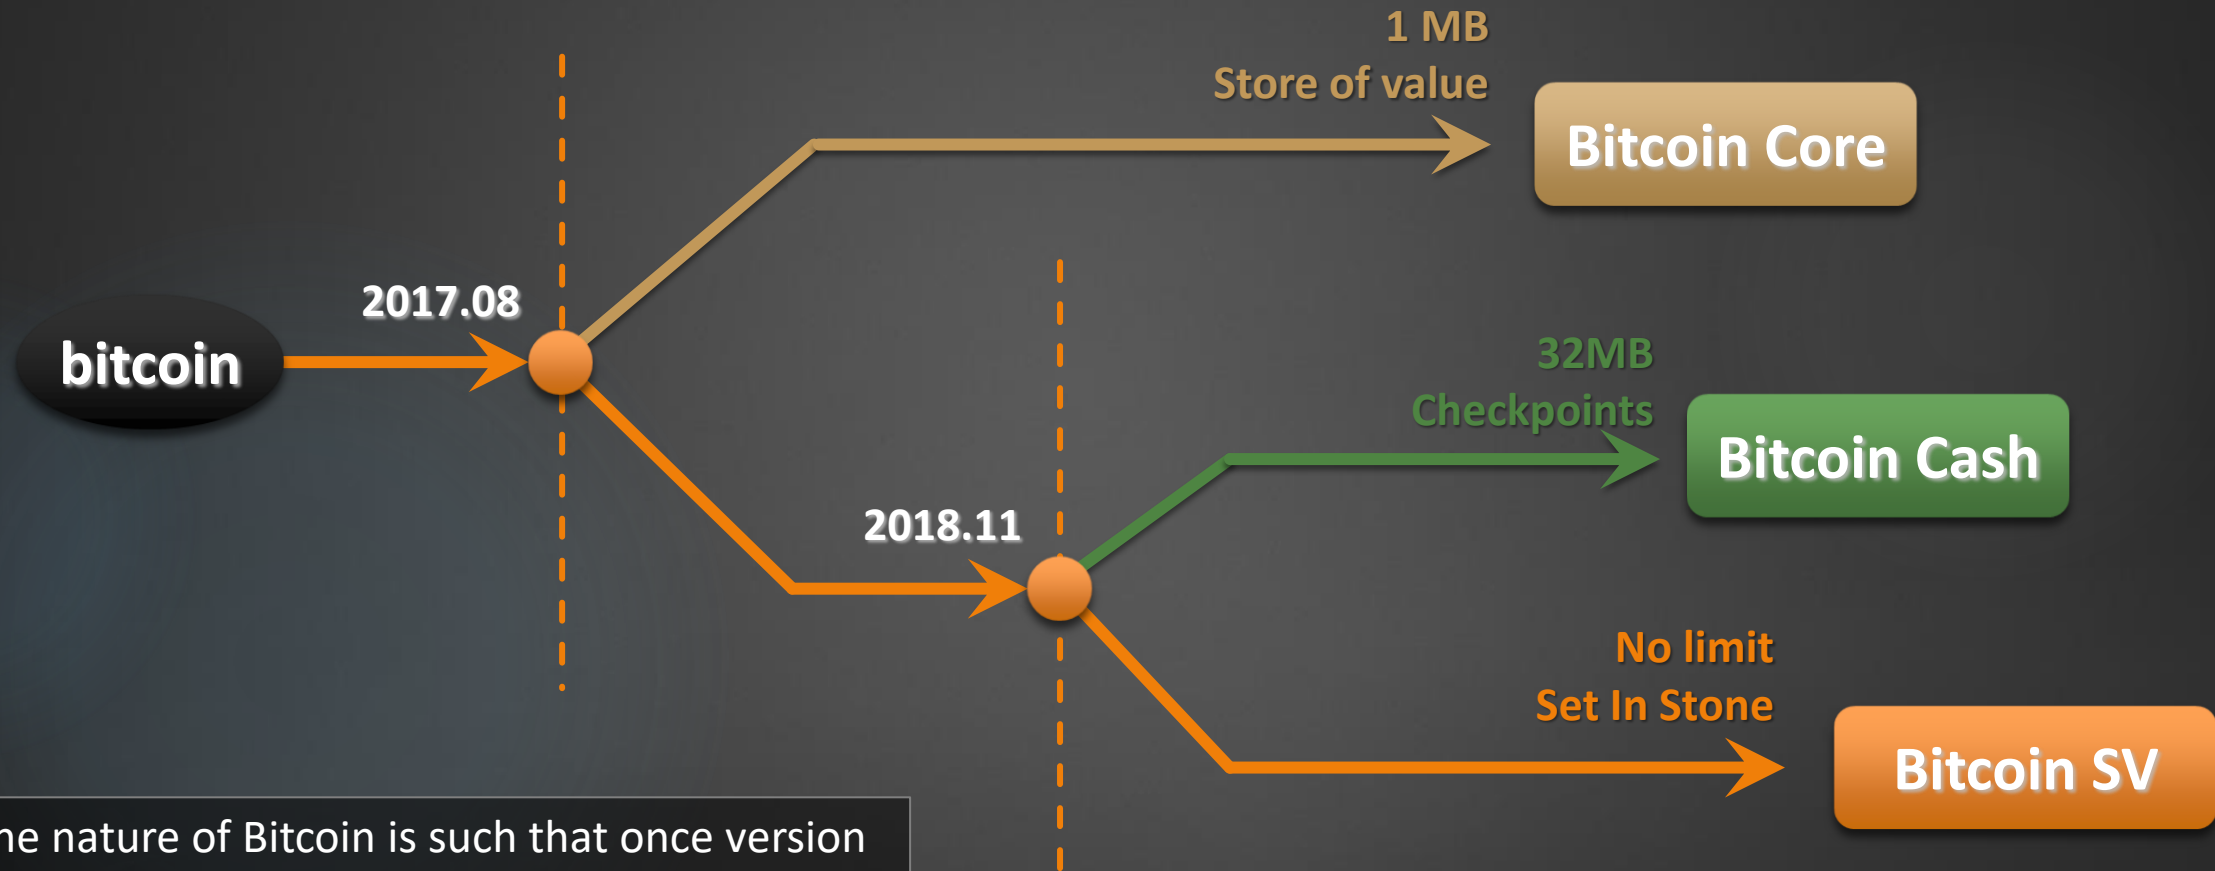 1 MB
Store of value
Bitcoin Core
2017.08
bitcoin
32MB
Checkpoints
Bitcoin Cash
2018.11
No limit
Set In Stone
Bitcoin SV
he nature of Bitcoin is such that once version